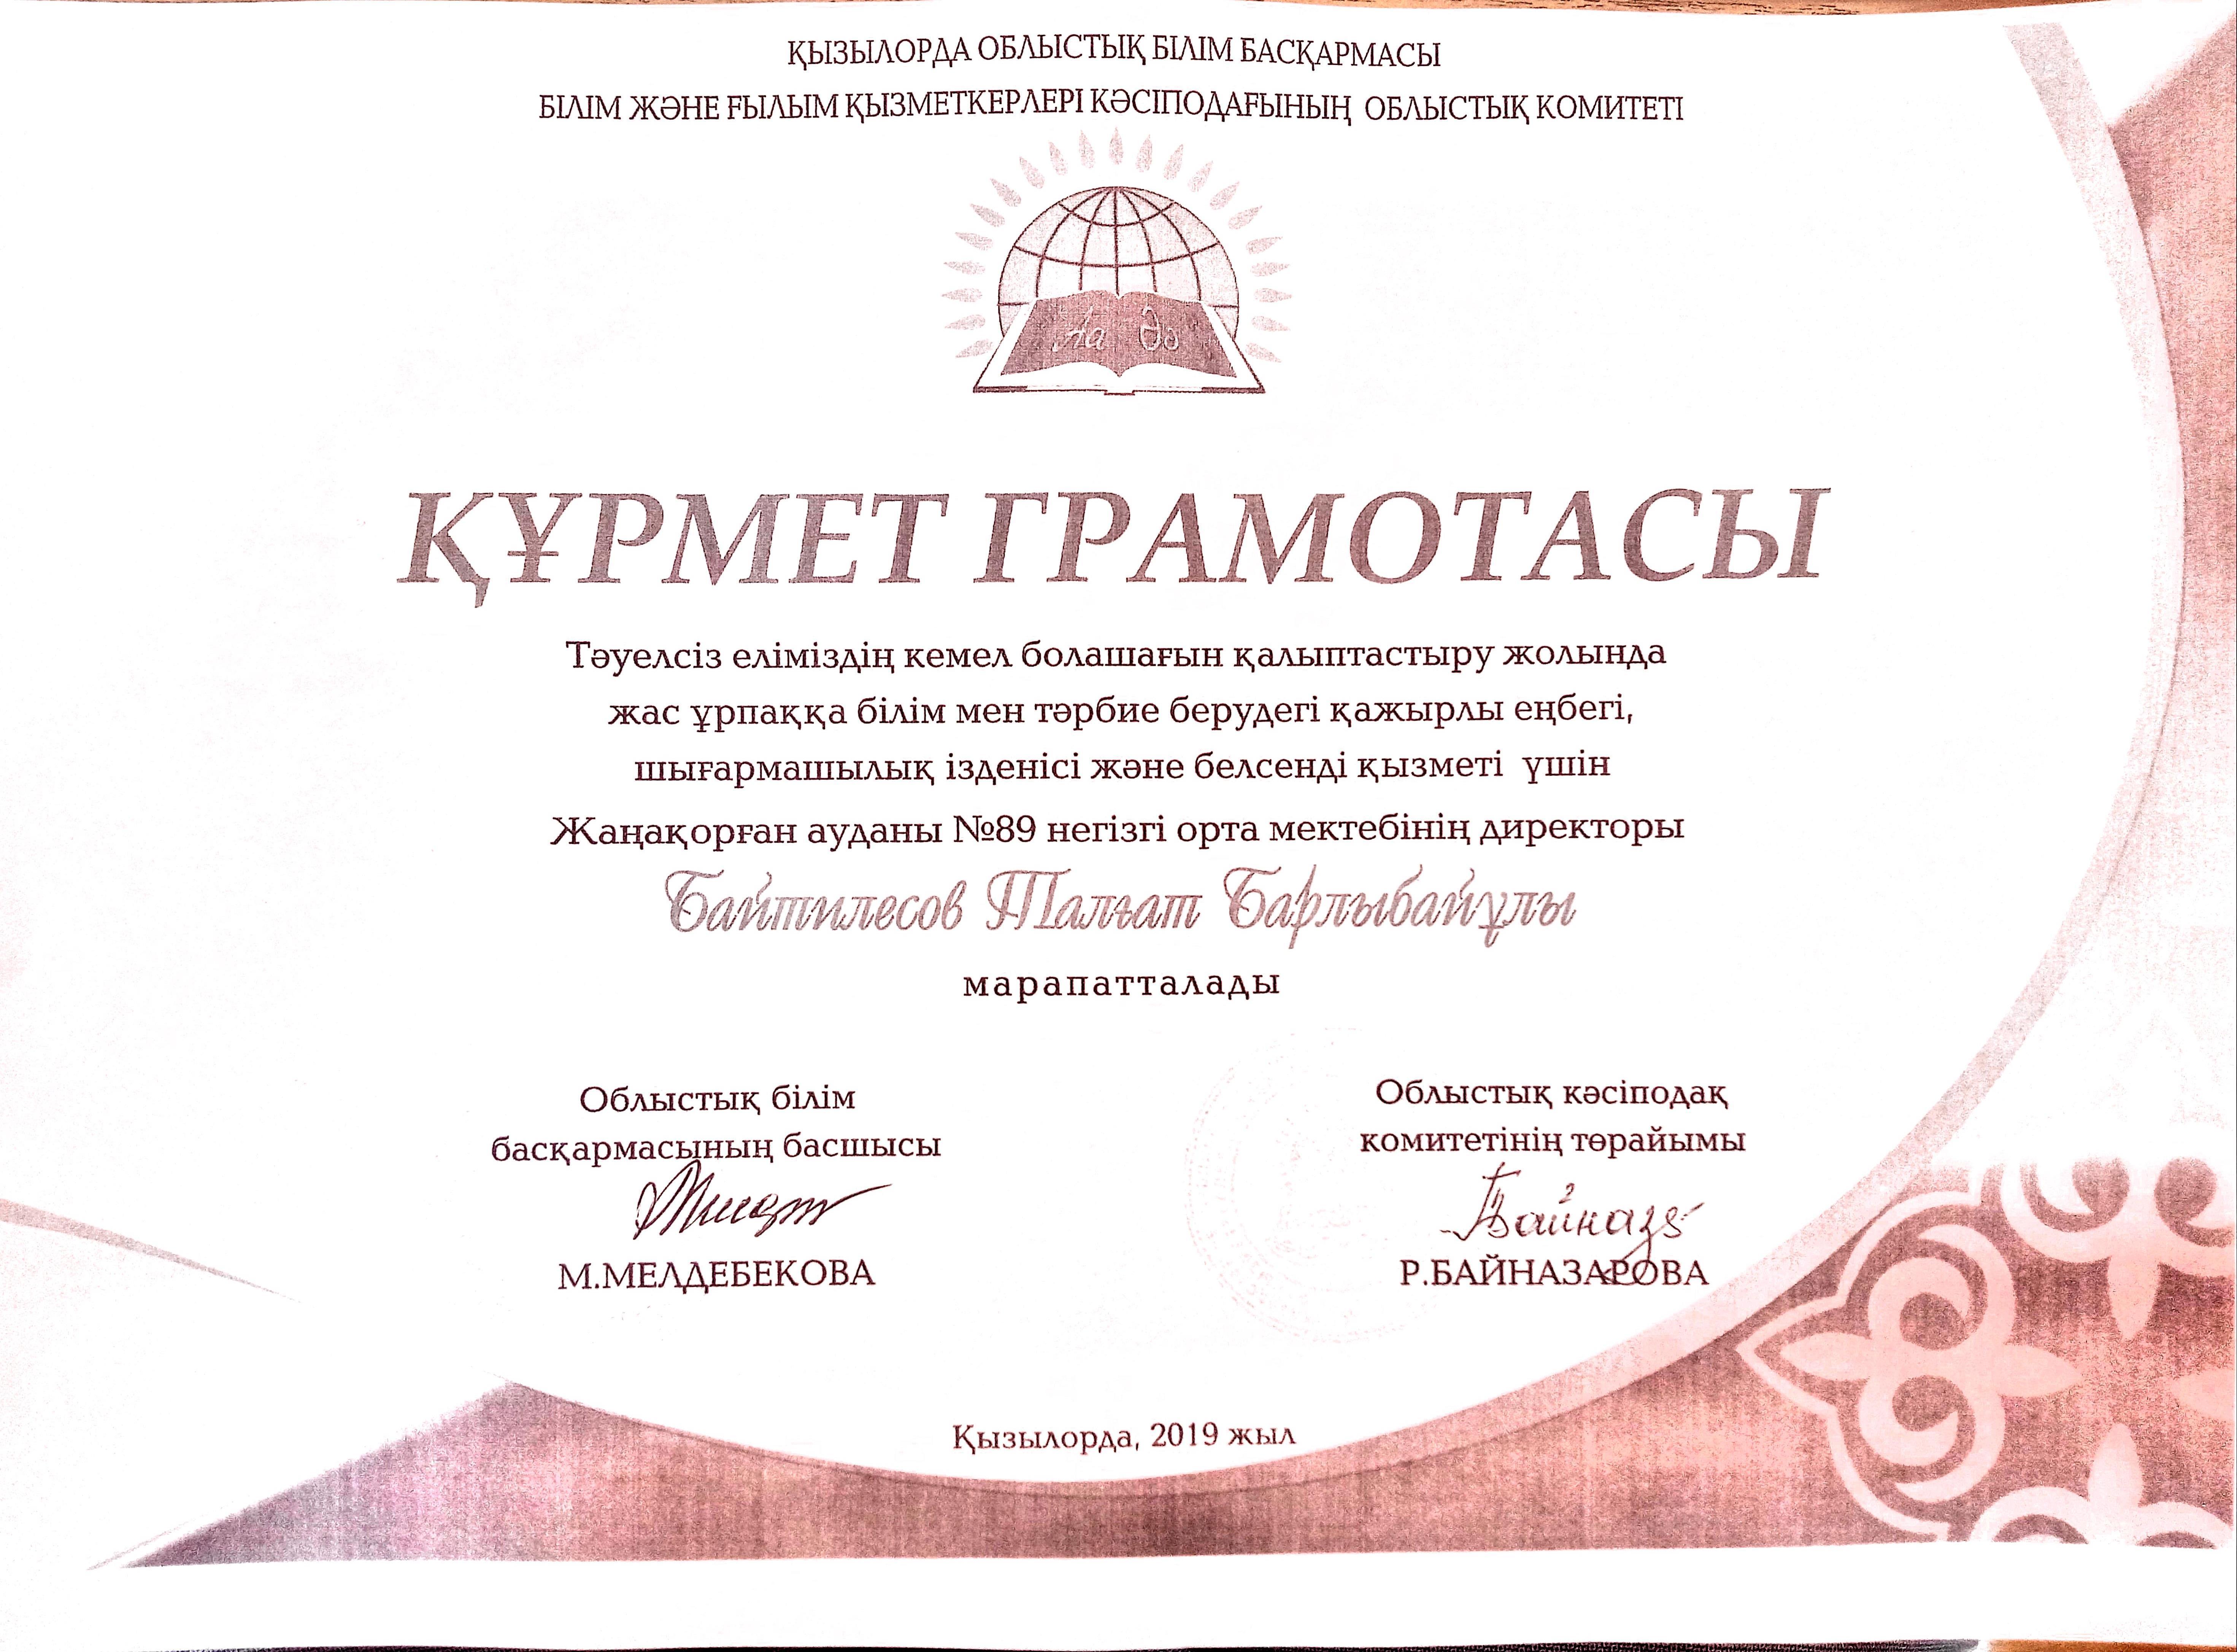 ҚЫЗЫЛОРДА ОБЛЫСТЫҚ БІЛІМ БАСҚАРМАСЫ
БІЛІМ ЖӘНЕ ҒЫЛЫМ ҚЫЗМЕТКЕРЛЕРІ КӘСІПОДАҒЫНЫҢ ОБЛЫСТЫҚ КОМИТЕТІ
Аа Әә
ҚҰРМЕТ ГРАМОТАСЫ
Тәуелсіз еліміздің кемел болашағын қалыптастыру жолында
жас ұрпаққа білім мен тәрбие берудегі қажырлы еңбегі,
шығармашылық ізденісі және белсенді қызметі үшін
Жаңақорған ауданы №89 негізгі орта мектебінің директоры
Байтилесов Талғат Барлыбайұлы
марапатталады
Облыстық білім
басқармасының басшысы
М.МЕЛДЕБЕКОВА
Облыстық кәсіподақ
комитетінің төрайымы
Байназ
Р.БАЙНАЗАРОВА
Қызылорда, 2019 жыл